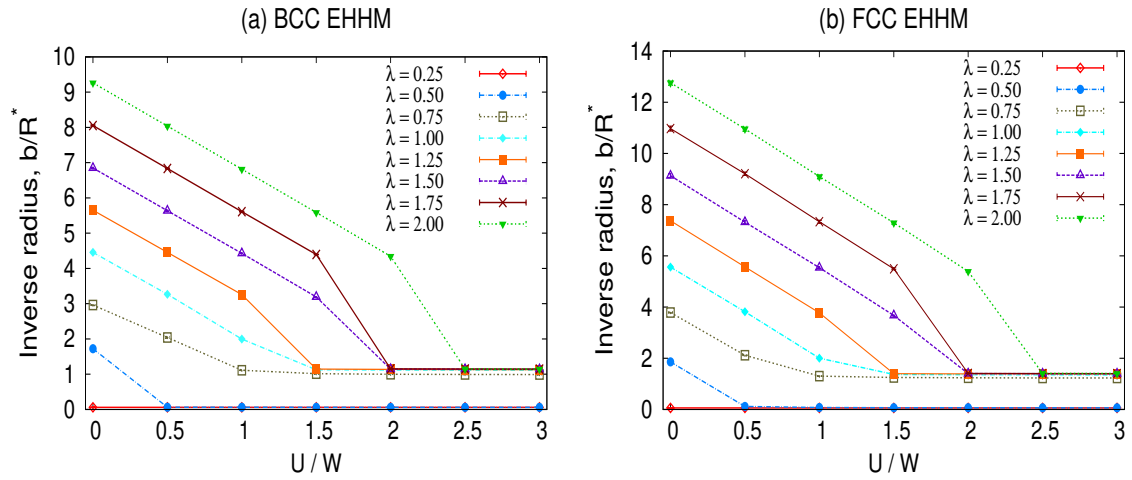 (a) BCC EHHM
Inverse radius, b/R*
10
9
8
7
6
5
4
3
2
1
0
0
0.5
1
1.5
2
2.5
3
U / W
λ = 0.25
λ = 0.50
λ = 0.75
λ = 1.00
λ = 1.25
λ = 1.50
λ = 1.75
λ = 2.00
(b) FCC EHHM
Inverse radius, b/R*
14
12
10
8
6
4
2
0
0
0.5
1
1.5
2
2.5
3
U / W
λ = 0.25
λ = 0.50
λ = 0.75
λ = 1.00
λ = 1.25
λ = 1.50
λ = 1.75
λ = 2.00